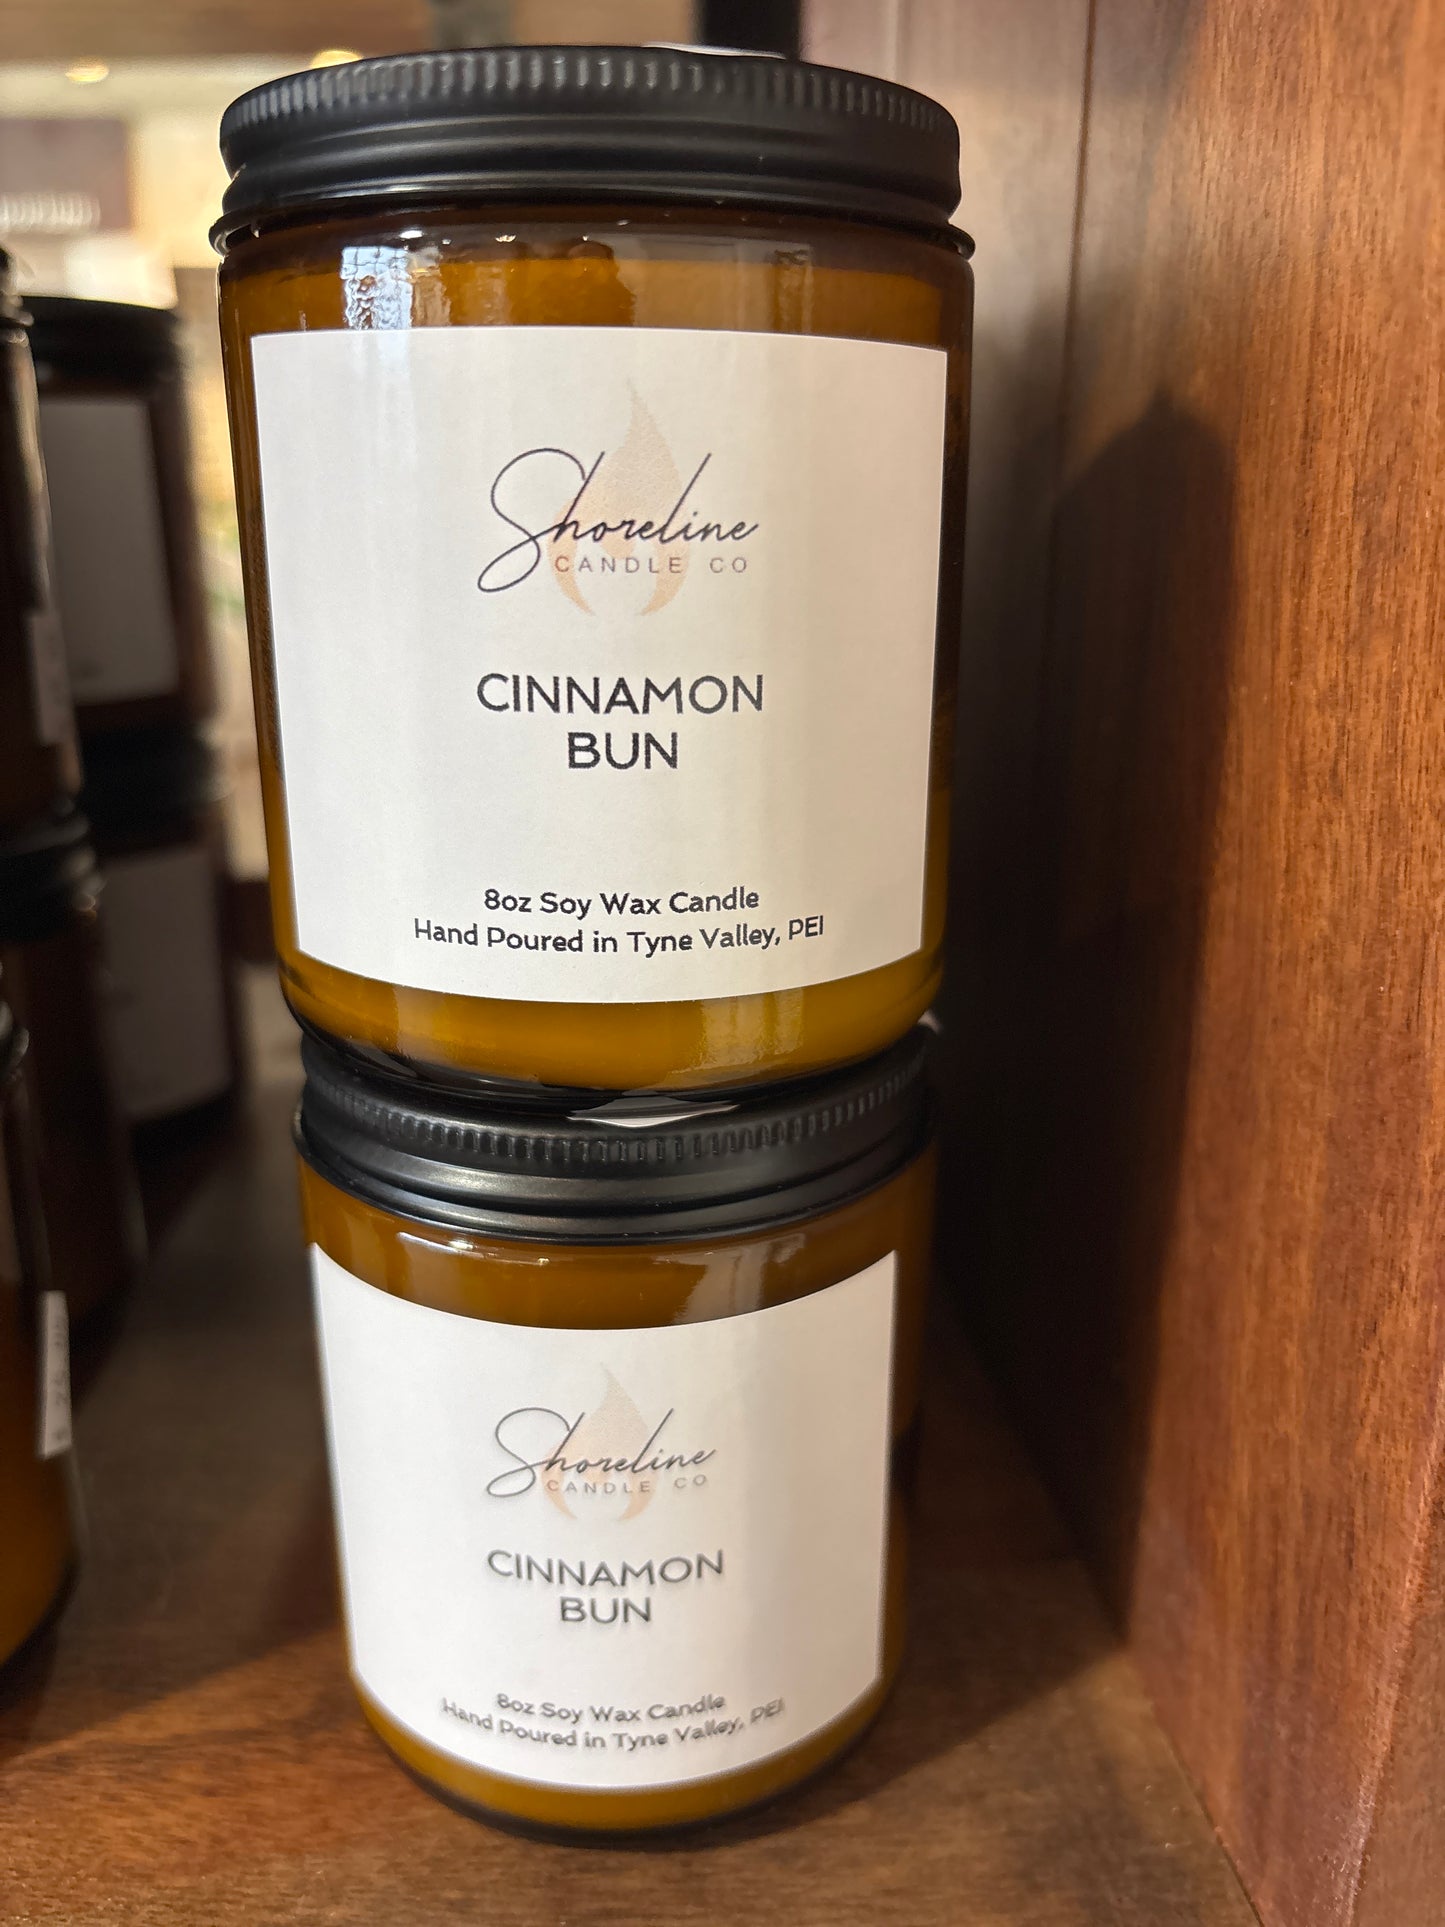 Shoreline
CANDLE CO
CINNAMON
BUN
8oz Soy Wax Candle
Hand Poured in Tyne Valley, PEI
Shoreline
CANDLE CO
CINNAMON
BUN
8oz Soy Wax Candle
Hand Poured in Tyne Valley, PEI